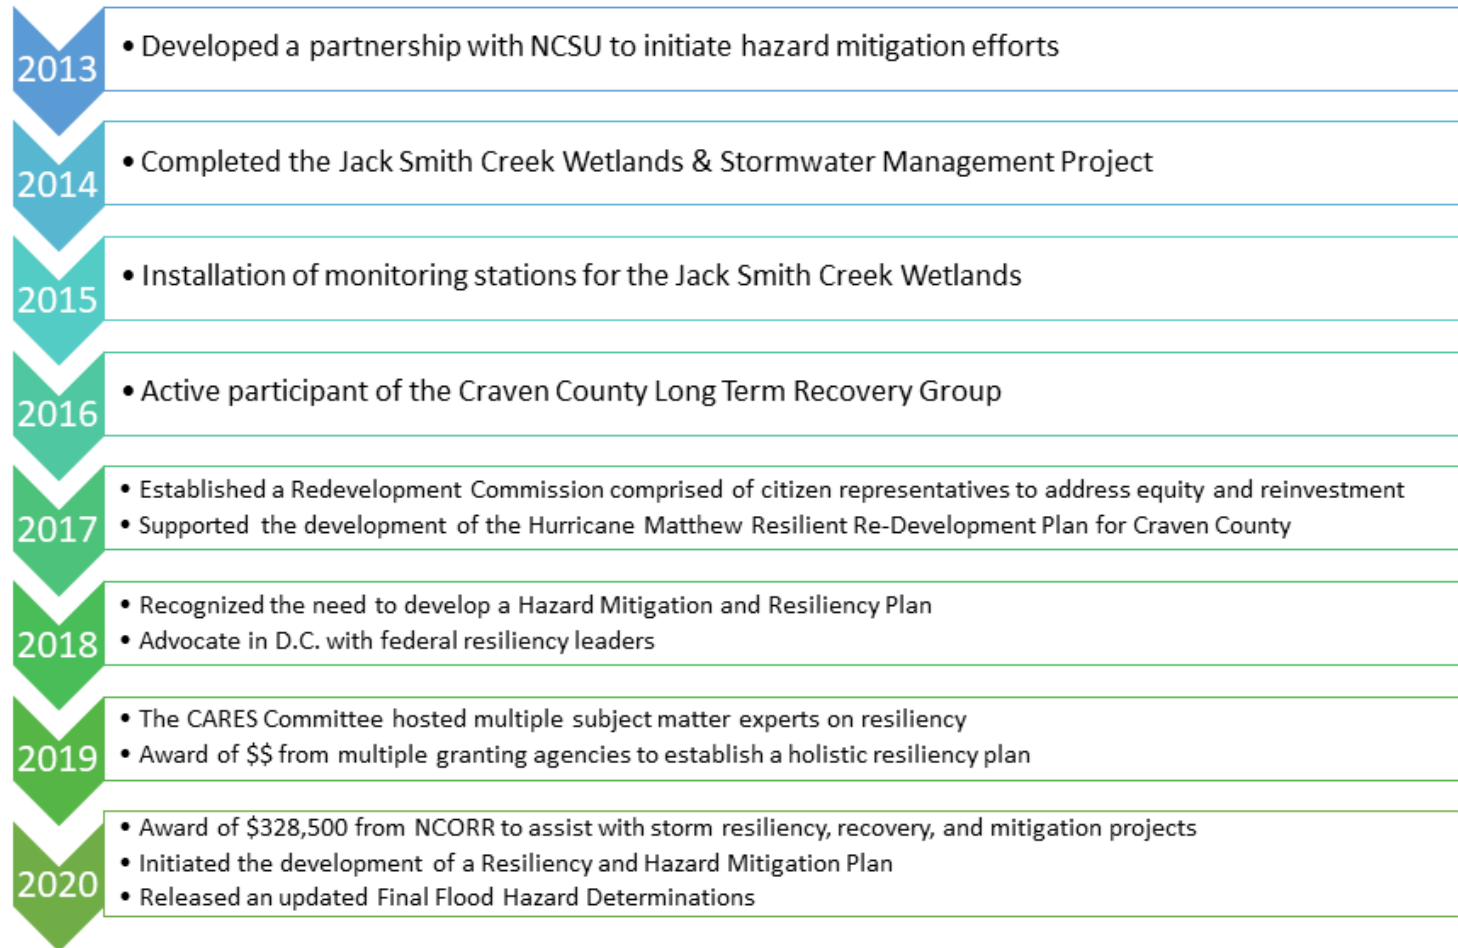 2013
• Developed a partnership with NCSU to initiate hazard mitigation efforts
2014
• Completed the Jack Smith Creek Wetlands & Stormwater Management Project
2015
• Installation of monitoring stations for the Jack Smith Creek Wetlands
2016
• Active participant of the Craven County Long Term Recovery Group
2017
• Established a Redevelopment Commission comprised of citizen representatives to address equity and reinvestment
• Supported the development of the Hurricane Matthew Resilient Re-Development Plan for Craven County
2018
• Recognized the need to develop a Hazard Mitigation and Resiliency Plan
• Advocate in D.C. with federal resiliency leaders
2019
• The CARES Committee hosted multiple subject matter experts on resiliency
• Award of $$ from multiple granting agencies to establish a holistic resiliency plan
2020
• Award of $328,500 from NCORR to assist with storm resiliency, recovery, and mitigation projects
• Initiated the development of a Resiliency and Hazard Mitigation Plan
• Released an updated Final Flood Hazard Determinations